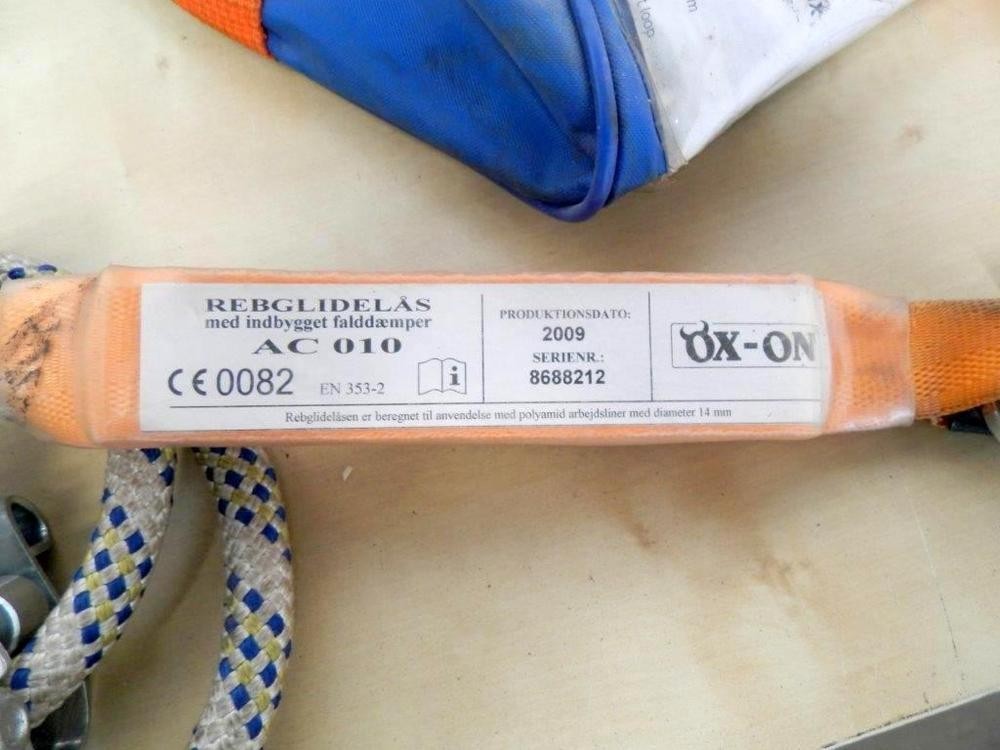 loop
m
REBGLIDELÅS
med indbygget falddæmper
AC 010
CE 0082 EN 353-2
i
PRODUKTIONSDATO:
2009
SERIENR.:
8688212
OX-ON
Rebglidelåsen er beregnet til anvendelse med polyamid arbejdsliner med diameter 14 mm